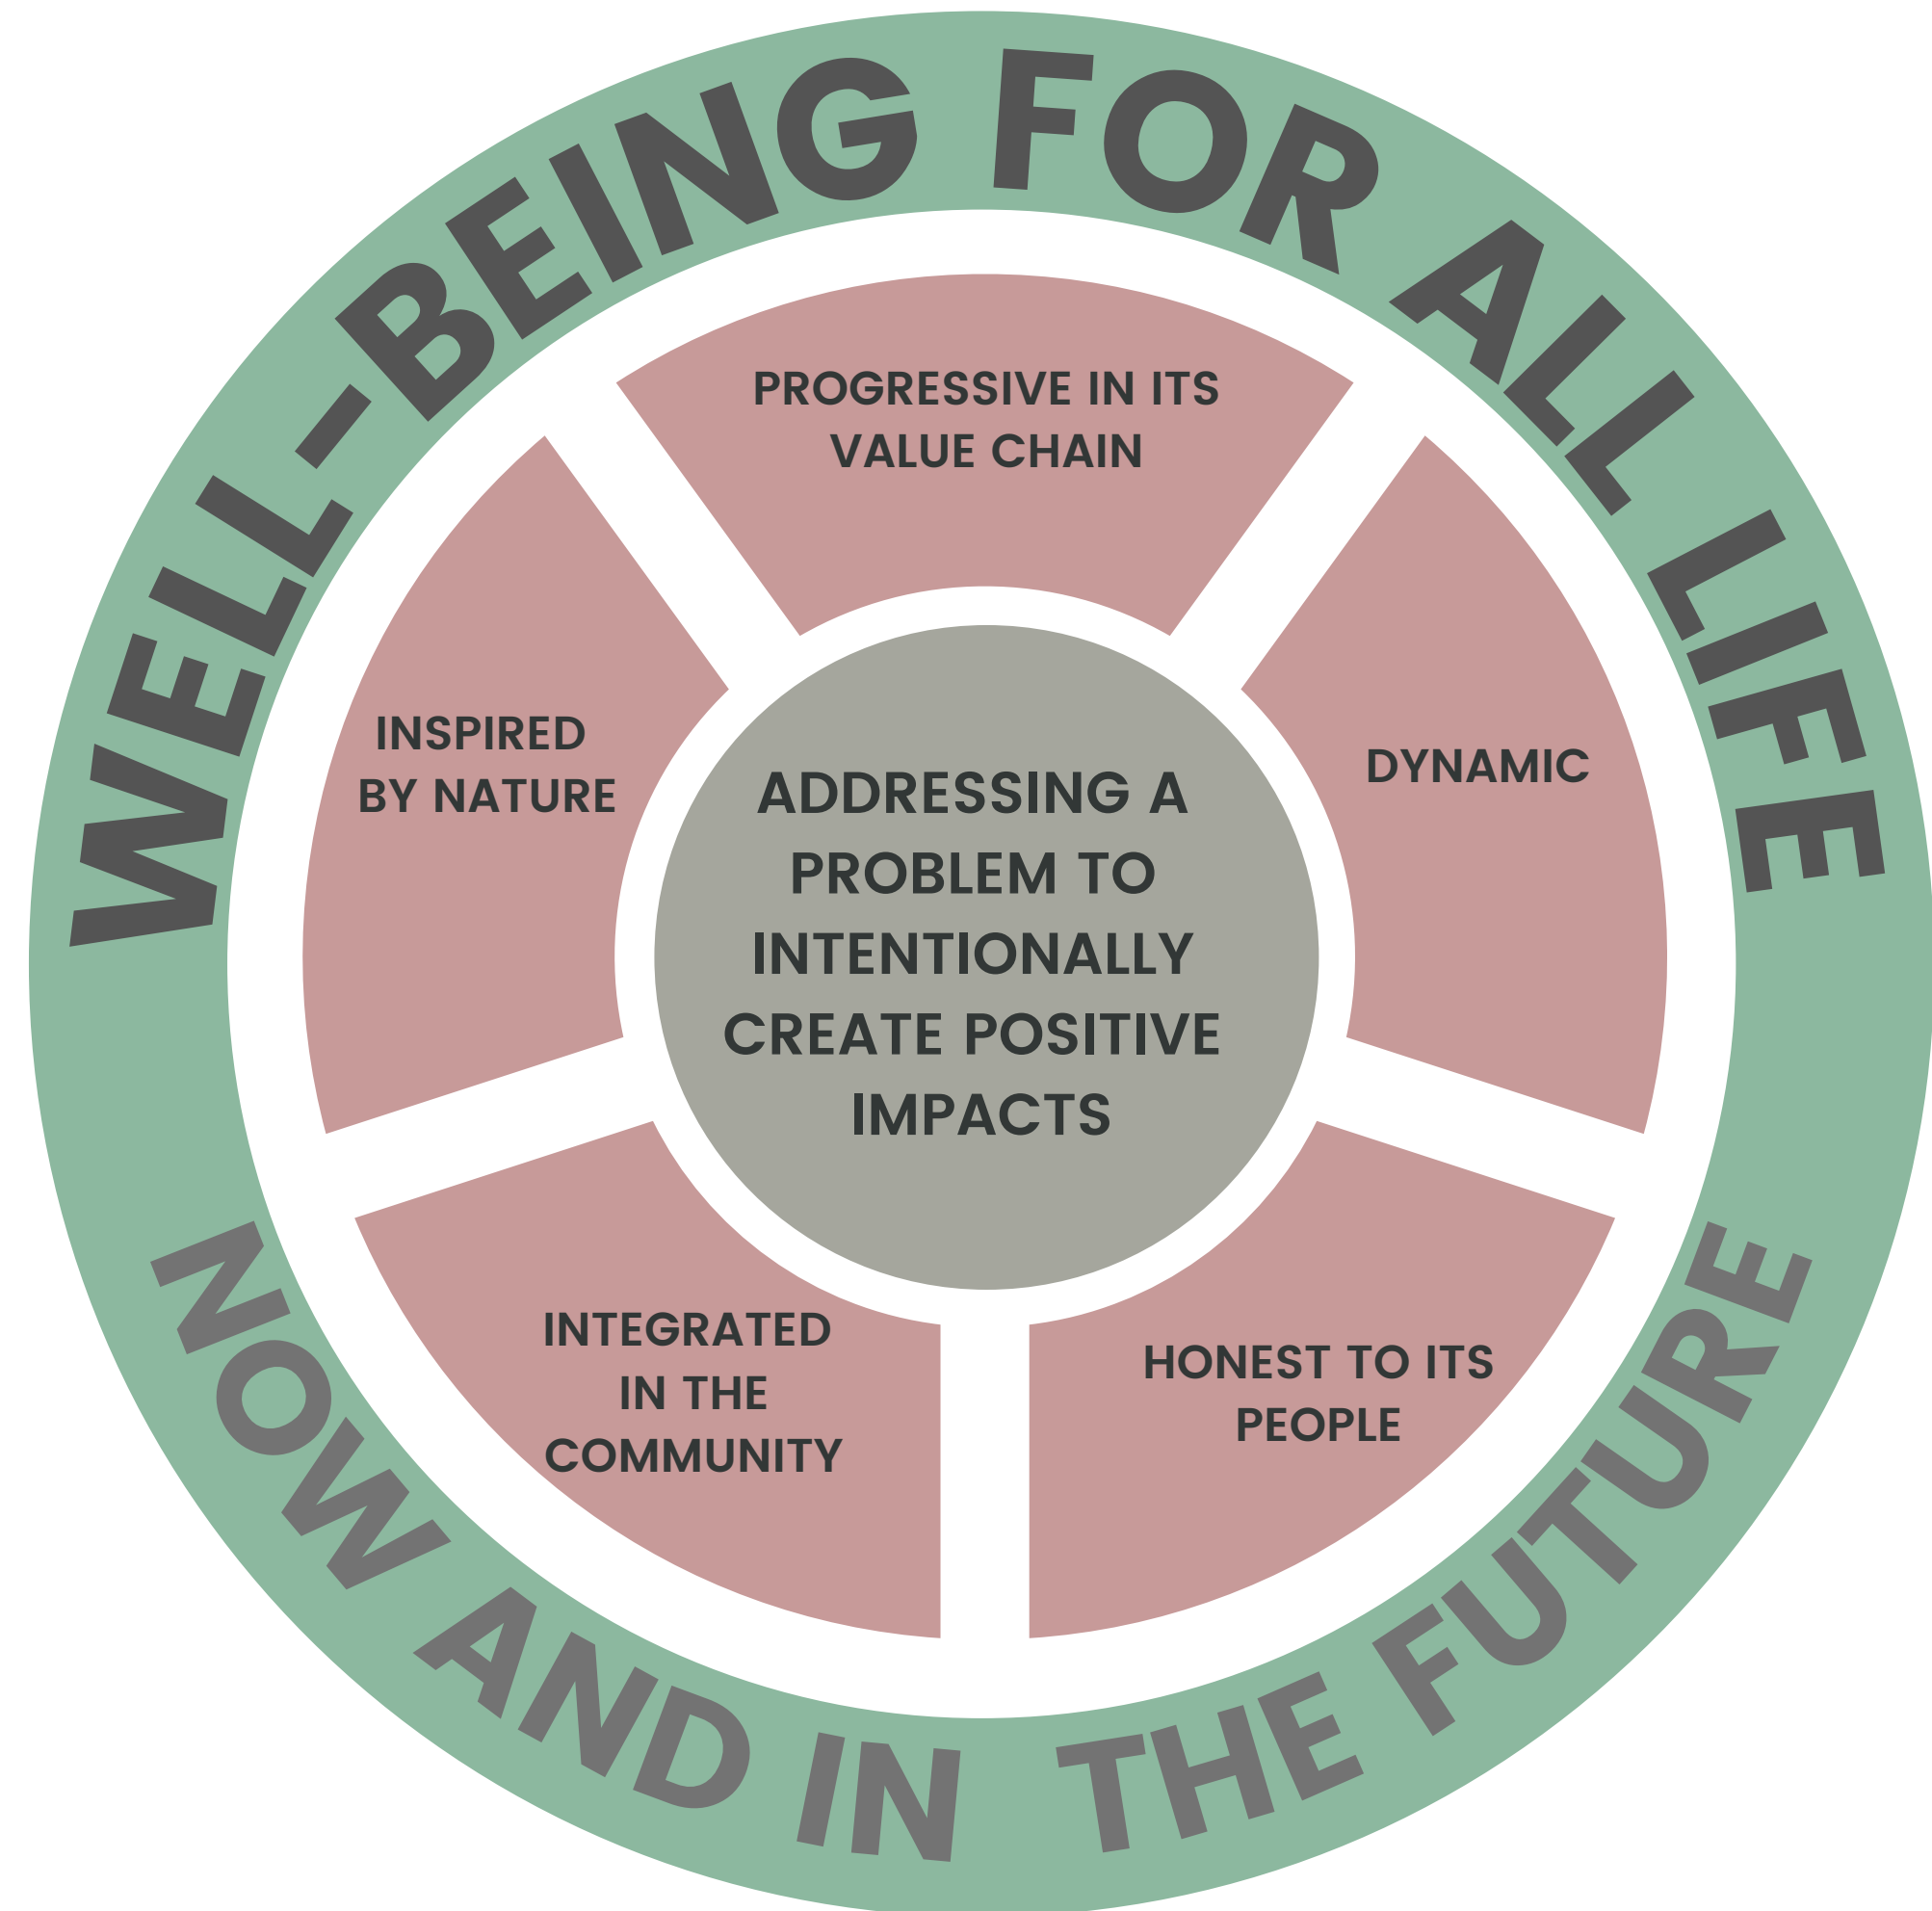 WELL-BEING FOR ALL LIFE
PROGRESSIVE IN ITS
VALUE CHAIN
INSPIRED
BY NATURE
DYNAMIC
ADDRESSING A
PROBLEM TO
INTENTIONALLY
CREATE POSITIVE
IMPACTS
INTEGRATED
IN THE
COMMUNITY
HONEST TO ITS
PEOPLE
NOW AND IN THE FUTURE